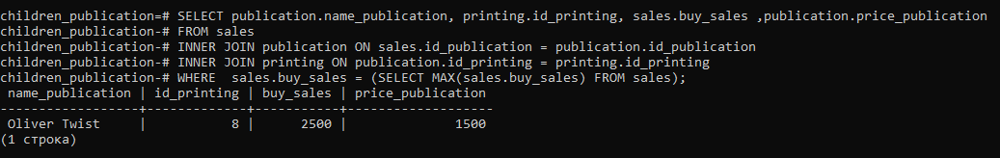 children_publication=# SELECT publication.name_publication, printing.id_printing, sales.buy_sales ,publication.price_publication
children_publication-# FROM sales
children_publication-# INNER JOIN publication ON sales.id_publication = publication.id_publication
children_publication-# INNER JOIN printing ON publication.id_printing = printing.id_printing
children_publication-# WHERE  sales.buy_sales = (SELECT MAX(sales.buy_sales) FROM sales);
 name_publication | id_printing | buy_sales | price_publication
------------------+-------------+-----------+-------------------
 Oliver Twist     |           8 |      2500 |              1500
(1 строка)